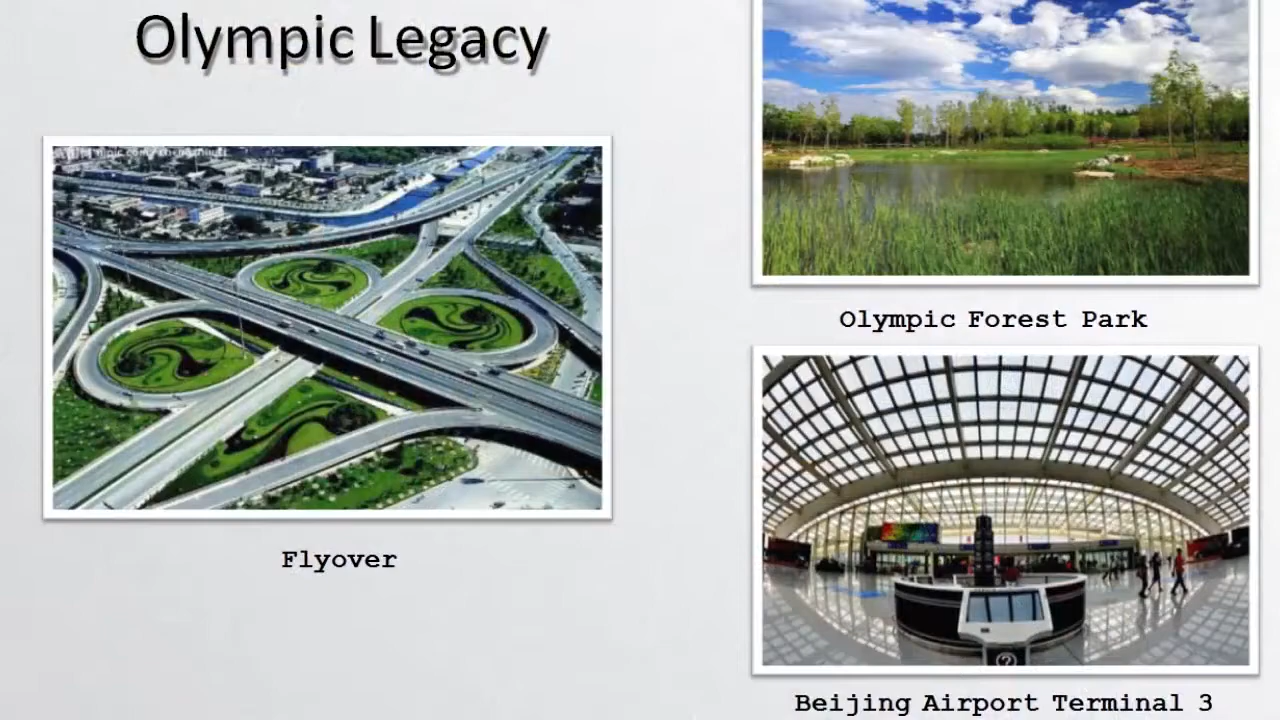 Olympic Legacy
Flyover
Olympic Forest Park
Beijing Airport Terminal 3